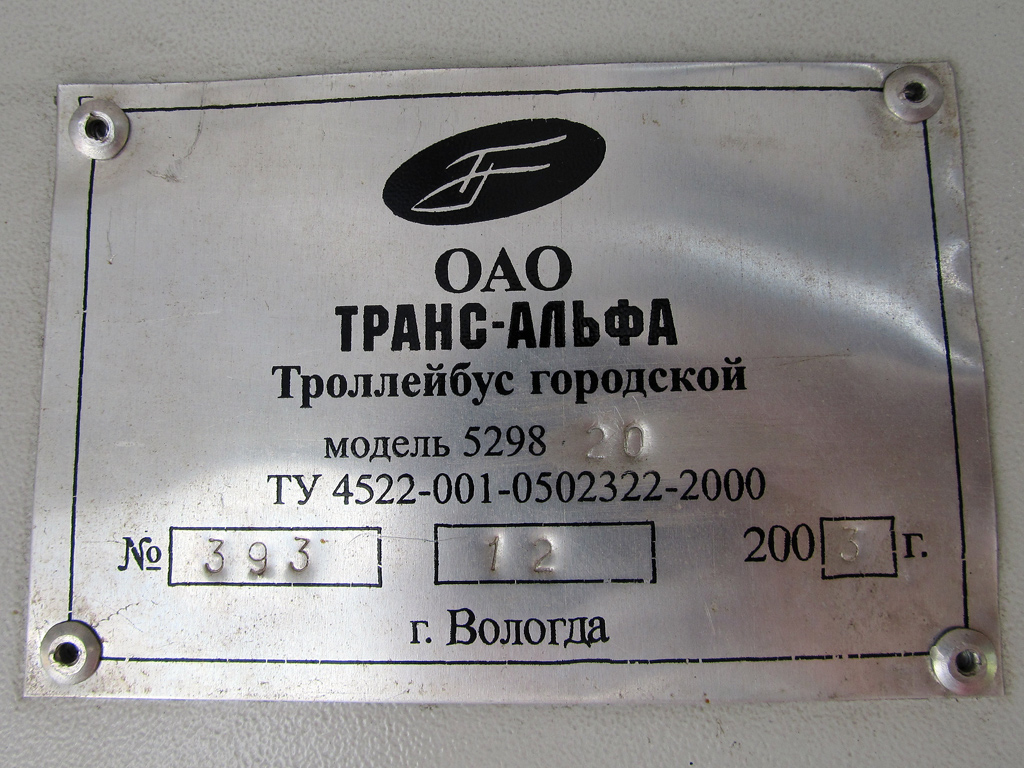 ОАО
ТРАНС-АЛЬФА
Троллейбус городской
модель 5298 20
ТУ 4522-001-0502322-2000
№ 393 12 2003 г.
г. Вологда